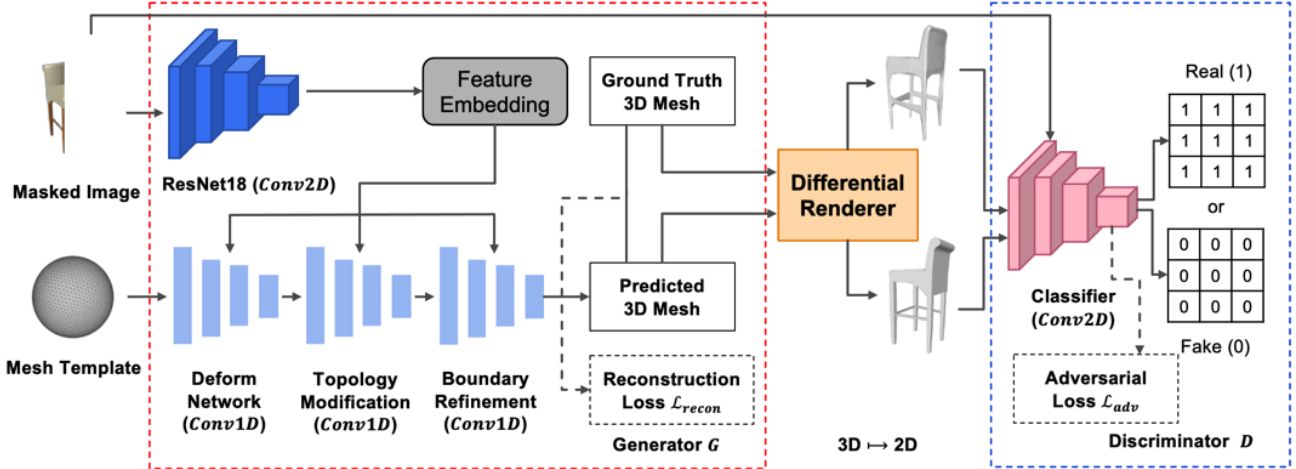 Masked Image
ResNet18 (Conv2D)
Feature
Embedding
Ground Truth
3D Mesh
Differential
Renderer
Real (1)
1 1 1
1 1 1
1 1 1
or
0 0 0
0 0 0
0 0 0
Fake (0)
Classifier
(Conv2D)
Mesh Template
Deform
Network
(Conv1D)
Topology
Modification
(Conv1D)
Boundary
Refinement
(Conv1D)
Predicted
3D Mesh
Reconstruction
Loss ℒrecon
Generator G
3D ↦ 2D
Adversarial
Loss ℒadv
Discriminator D